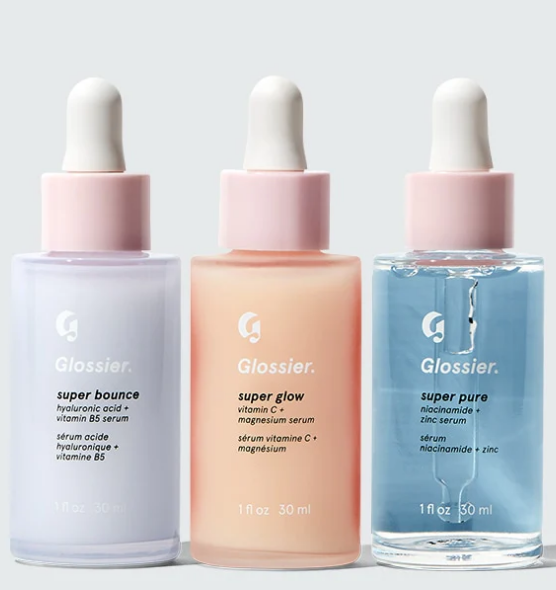 G
Glossier.
super bounce
hyaluronic acid +
vitamin B5 serum
sérum acide
hyaluronique +
vitamine B5
1 fl oz 30 ml
G
Glossier.
super glow
vitamin C +
magnesium serum
sérum vitamine C +
magnésium
1 fl oz 30 ml
G
Glossier.
super pure
niacinamide +
zinc serum
sérum
niacinamide + zinc
1 fl oz 30 ml